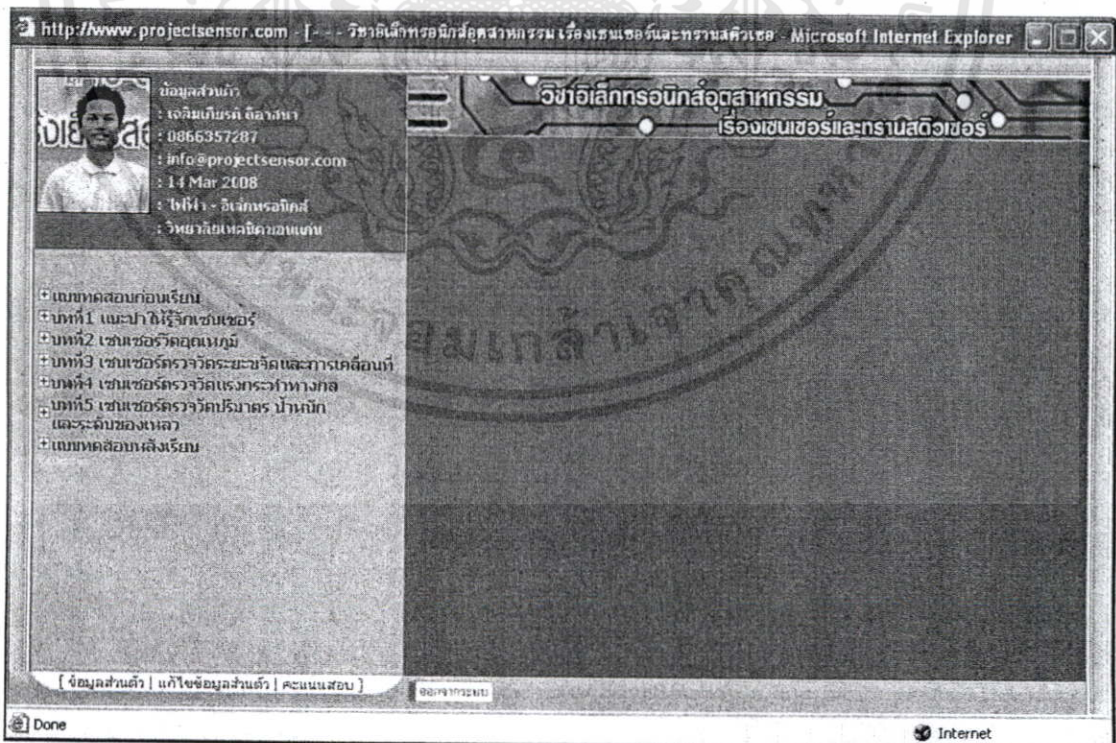 http://www.projectsensor.com - [- - - วิชาอิเล็กทรอนิกส์อุตสาหกรรม เรื่องเซนเซอร์และทรานสดิวเซอ - Microsoft Internet Explorer
วิชาอิเล็กทรอนิกส์อุตสาหกรรม
เรื่องเซนเซอร์และทรานสดิวเซอร์
ข้อมูลส่วนตัว
: เฉลิมเกียรติ
: 0866357287
: info@projectsensor.com
: 14 Mar 2008
: ไฟฟ้า - อิเล็กทรอนิคส์
: วิทยาลัยเทคนิคขอนแก่น
แบบทดสอบก่อนเรียน
บทที่1 แนะนำให้รู้จักเซนเซอร์
บทที่2 เซนเซอร์วัดอุณหภูมิ
บทที่3 เซนเซอร์ตรวจวัดระยะขจัดและการเคลื่อนที่
บทที่4 เซนเซอร์ตรวจวัดแรงกระทำทางกล
บทที่5 เซนเซอร์ตรวจวัดปริมาตร น้ำหนัก
และระดับของเหลว
แบบทดสอบหลังเรียน
[ ข้อมูลส่วนตัว | แก้ไขข้อมูลส่วนตัว | คะแนนสอบ ]
ออกจากระบบ
Done
Internet
พระจอมเกล้าเจ้าคุณทหาร